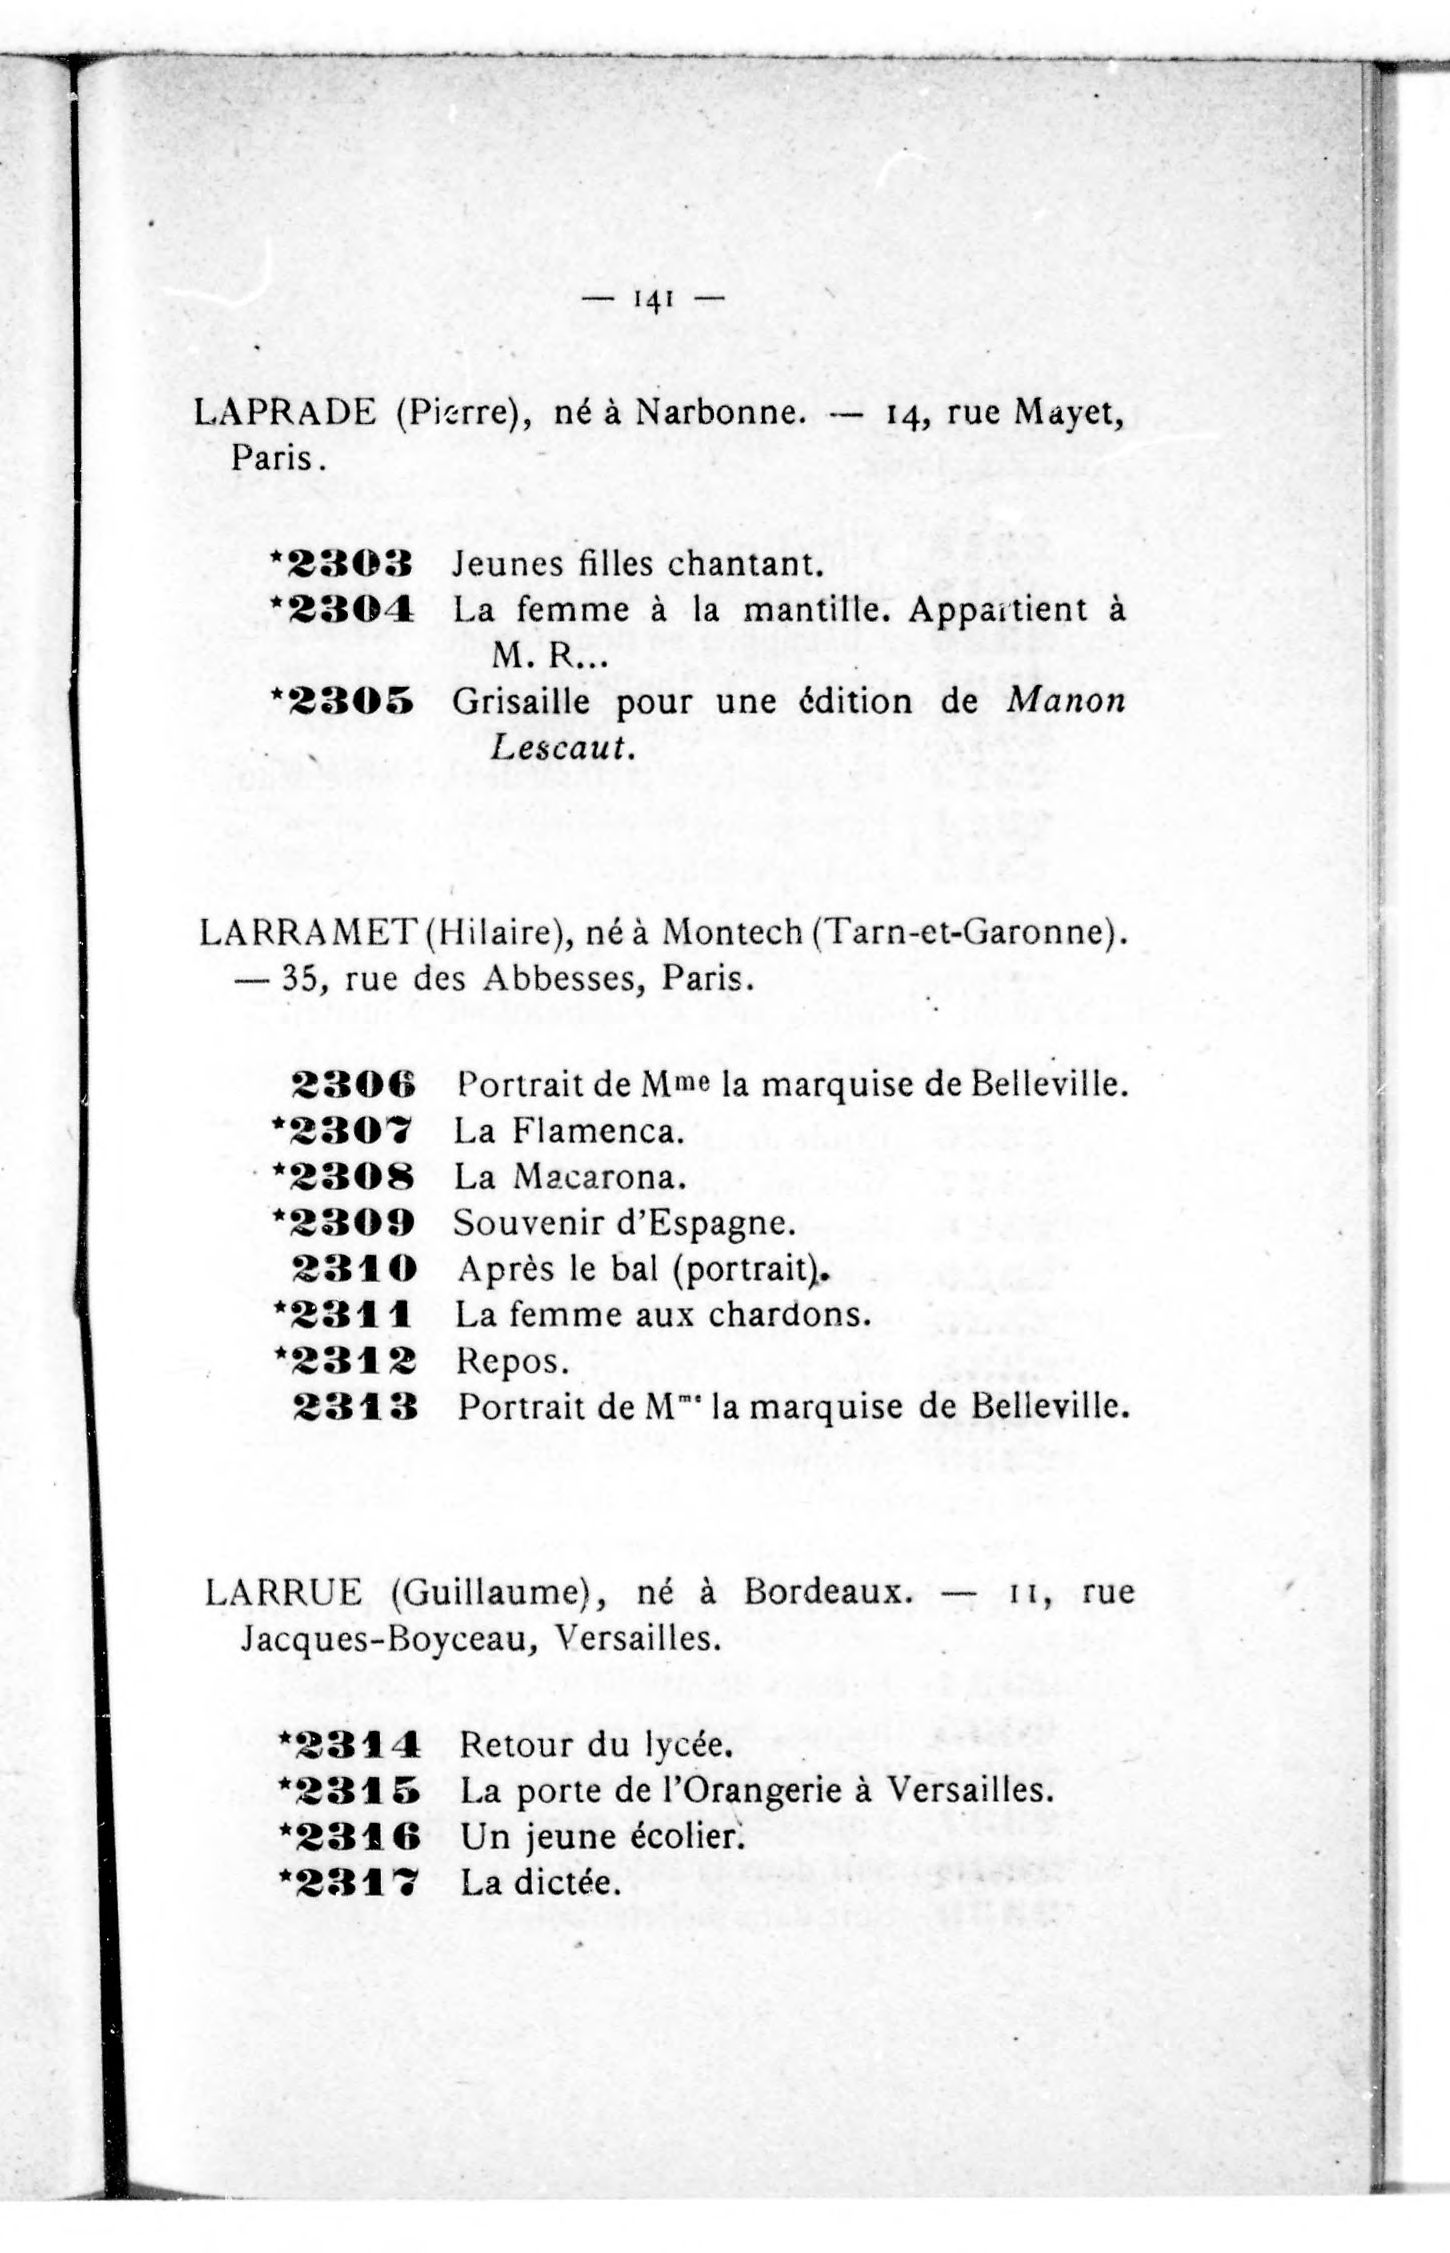 — 141 —
LAPRADE (Pierre), né à Narbonne. — 14, rue Mayet,
Paris.
*2303 Jeunes filles chantant.
*2304 La femme à la mantille. Appartient à
M. R...
*2305 Grisaille pour une édition de Manon
Lescaut.
LARRAMET (Hilaire), né à Montech (Tarn-et-Garonne).
— 35, rue des Abbesses, Paris.
2306 Portrait de Mme la marquise de Belleville.
*2307 La Flamenca.
*2308 La Macarona.
*2309 Souvenir d'Espagne.
2310 Après le bal (portrait).
*2311 La femme aux chardons.
*2312 Repos.
2313 Portrait de Mme la marquise de Belleville.
LARRUE (Guillaume), né à Bordeaux. — 11, rue
Jacques-Boyceau, Versailles.
*2314 Retour du lycée.
*2315 La porte de l'Orangerie à Versailles.
*2316 Un jeune écolier.
*2317 La dictée.